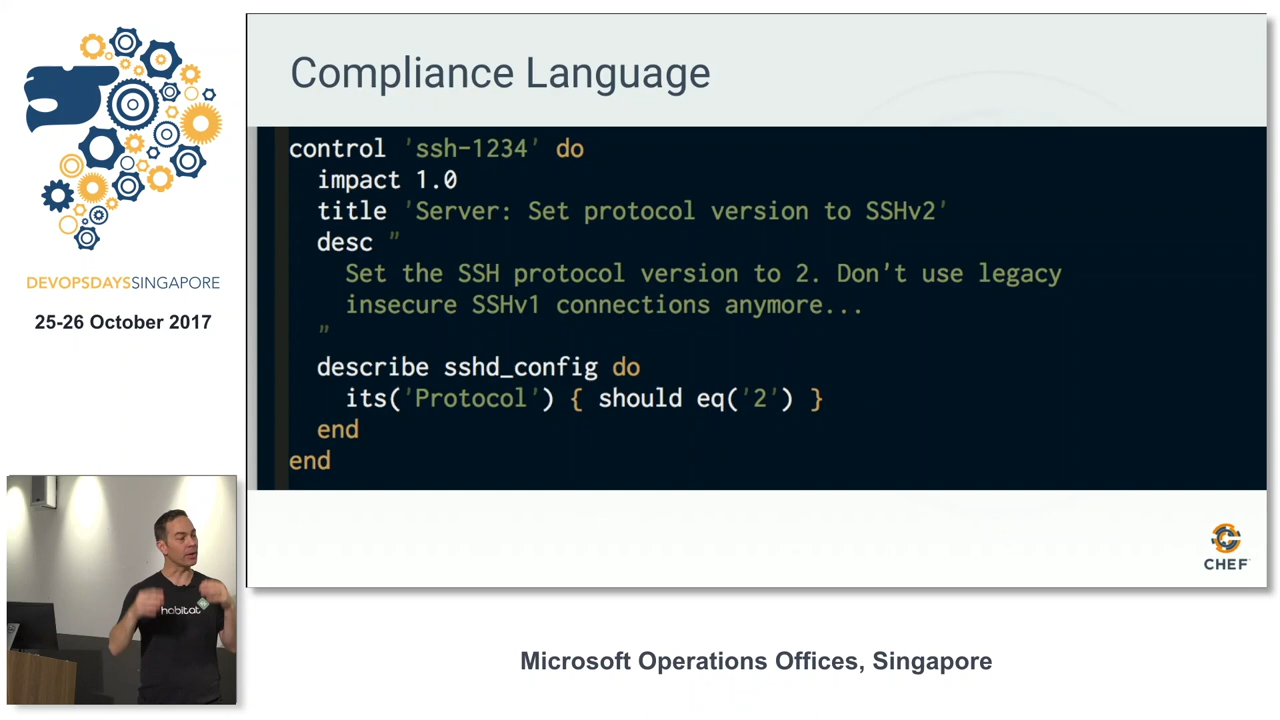 DEVOPSDAYSSINGAPORE
25-26 October 2017
Compliance Language
control 'ssh-1234' do
impact 1.0
title 'Server: Set protocol version to SSHv2'
desc "
Set the SSH protocol version to 2. Don't use legacy
insecure SSHv1 connections anymore...
"
describe sshd_config do
its('Protocol') { should eq('2') }
end
end
CHEF
habitat
Microsoft Operations Offices, Singapore